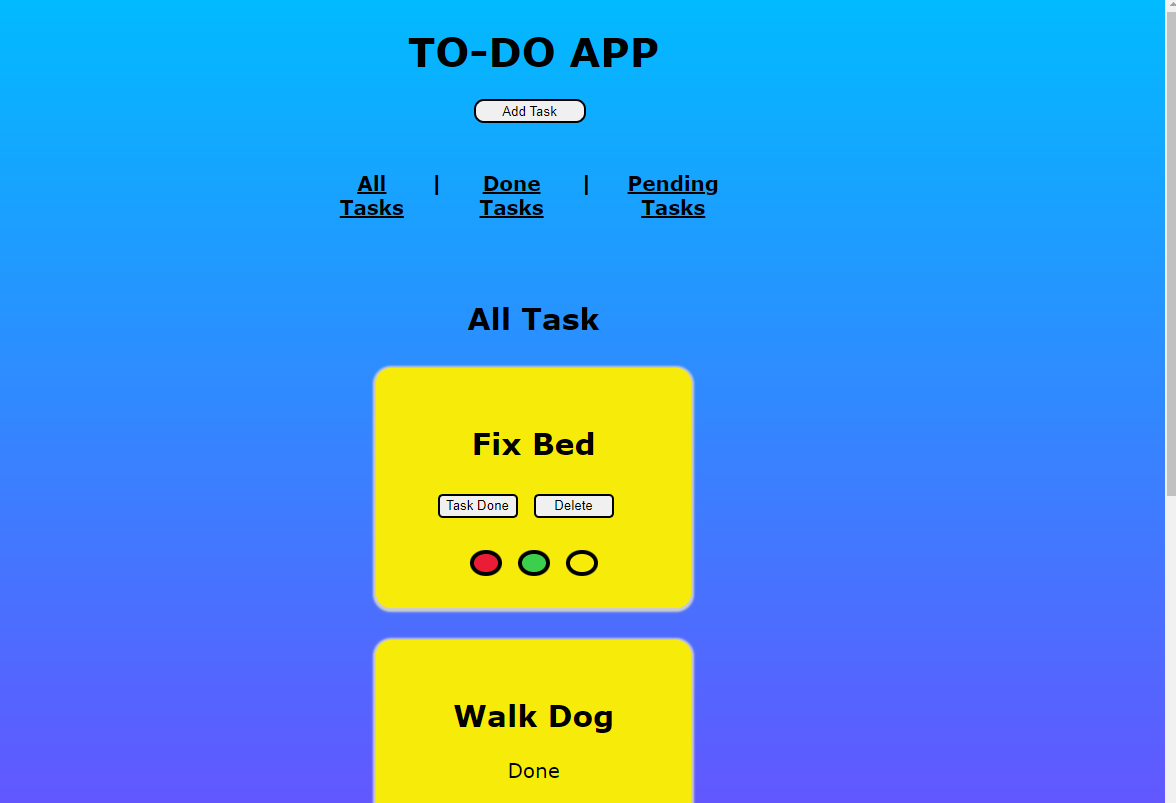 TO-DO APP
Add Task
All | Done | Pending
Tasks Tasks Tasks
All Task
Fix Bed
Task Done Delete
Walk Dog
Done